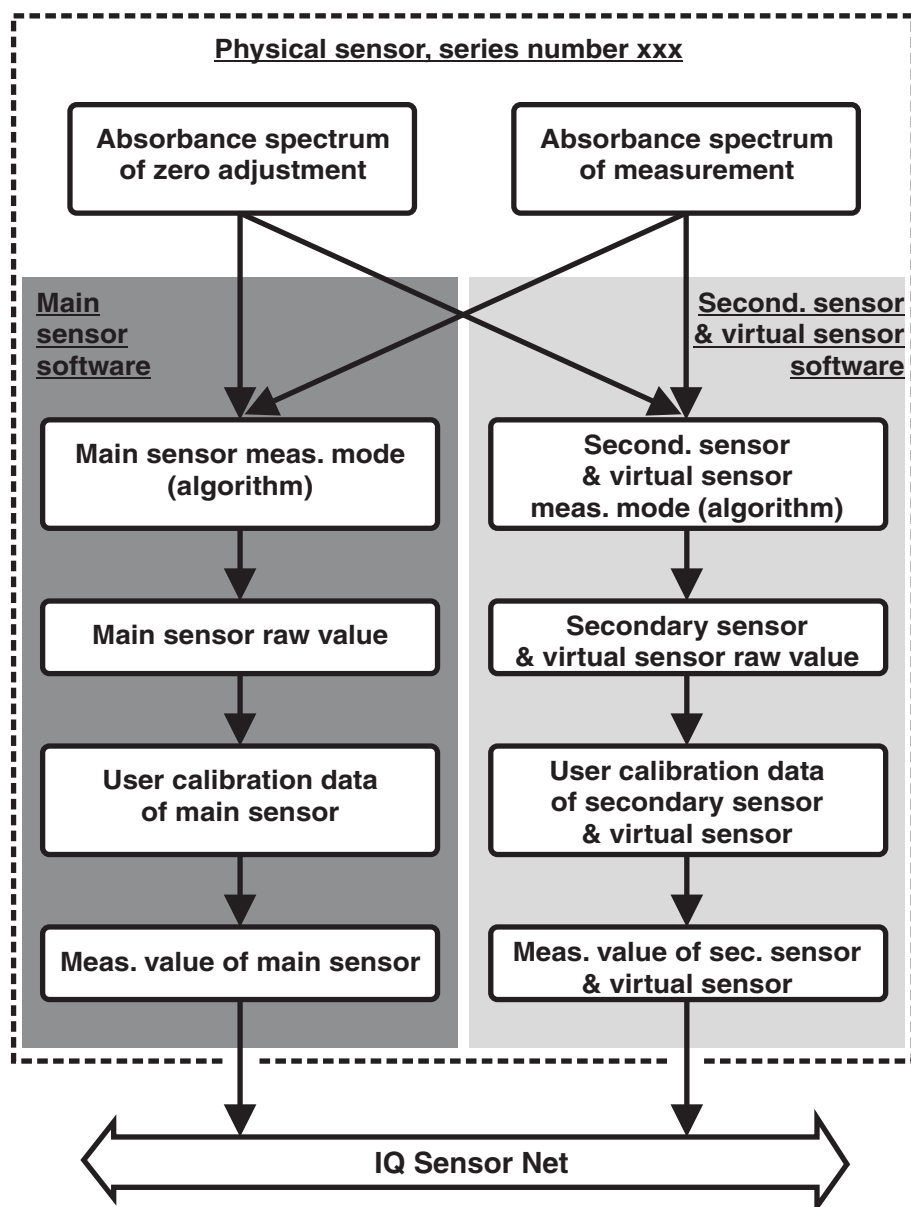 Physical sensor, series number xxx
Absorbance spectrum
of zero adjustment
Absorbance spectrum
of measurement
Main
sensor
software
Second. sensor
& virtual sensor
software
Main sensor meas. mode
(algorithm)
Second. sensor
& virtual sensor
meas. mode (algorithm)
Main sensor raw value
Secondary sensor
& virtual sensor raw value
User calibration data
of main sensor
User calibration data
of secondary sensor
& virtual sensor
Meas. value of main sensor
Meas. value of sec. sensor
& virtual sensor
IQ Sensor Net